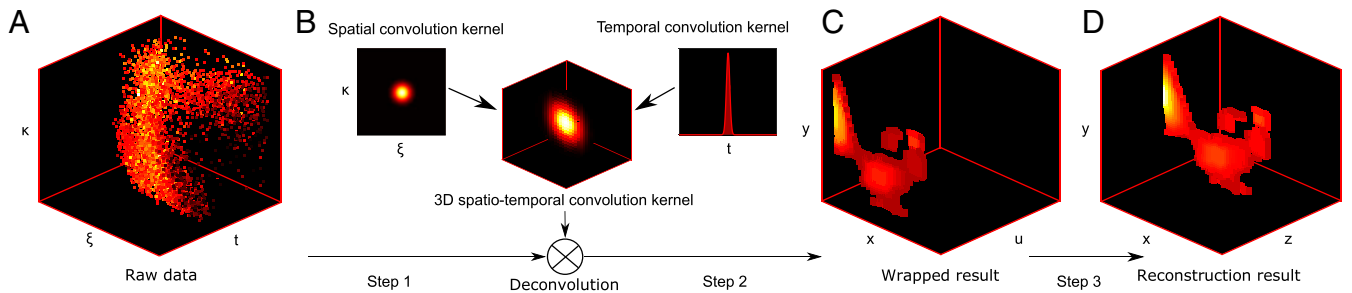 A
κ
ξ
t
Raw data
B
Spatial convolution kernel
κ
ξ
Temporal convolution kernel
t
3D spatio-temporal convolution kernel
Step 1
Deconvolution
Step 2
C
y
x
u
Wrapped result
Step 3
D
y
x
z
Reconstruction result